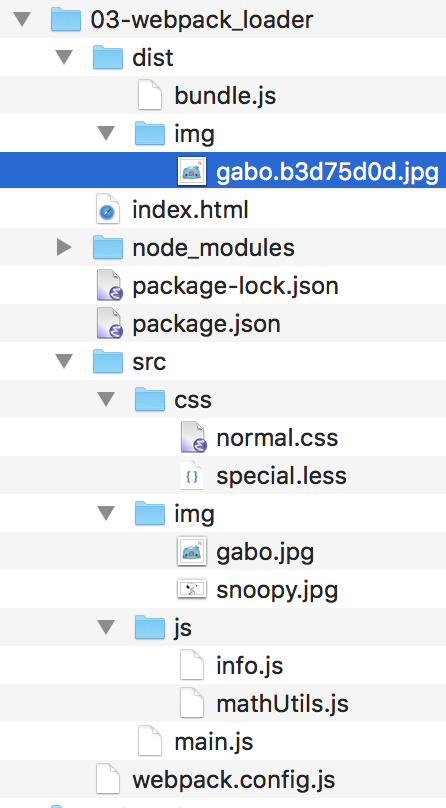 03-webpack_loader
dist
bundle.js
img
gabo.b3d75d0d.jpg
index.html
node_modules
package-lock.json
package.json
src
css
normal.css
special.less
img
gabo.jpg
snoopy.jpg
js
info.js
mathUtils.js
main.js
webpack.config.js